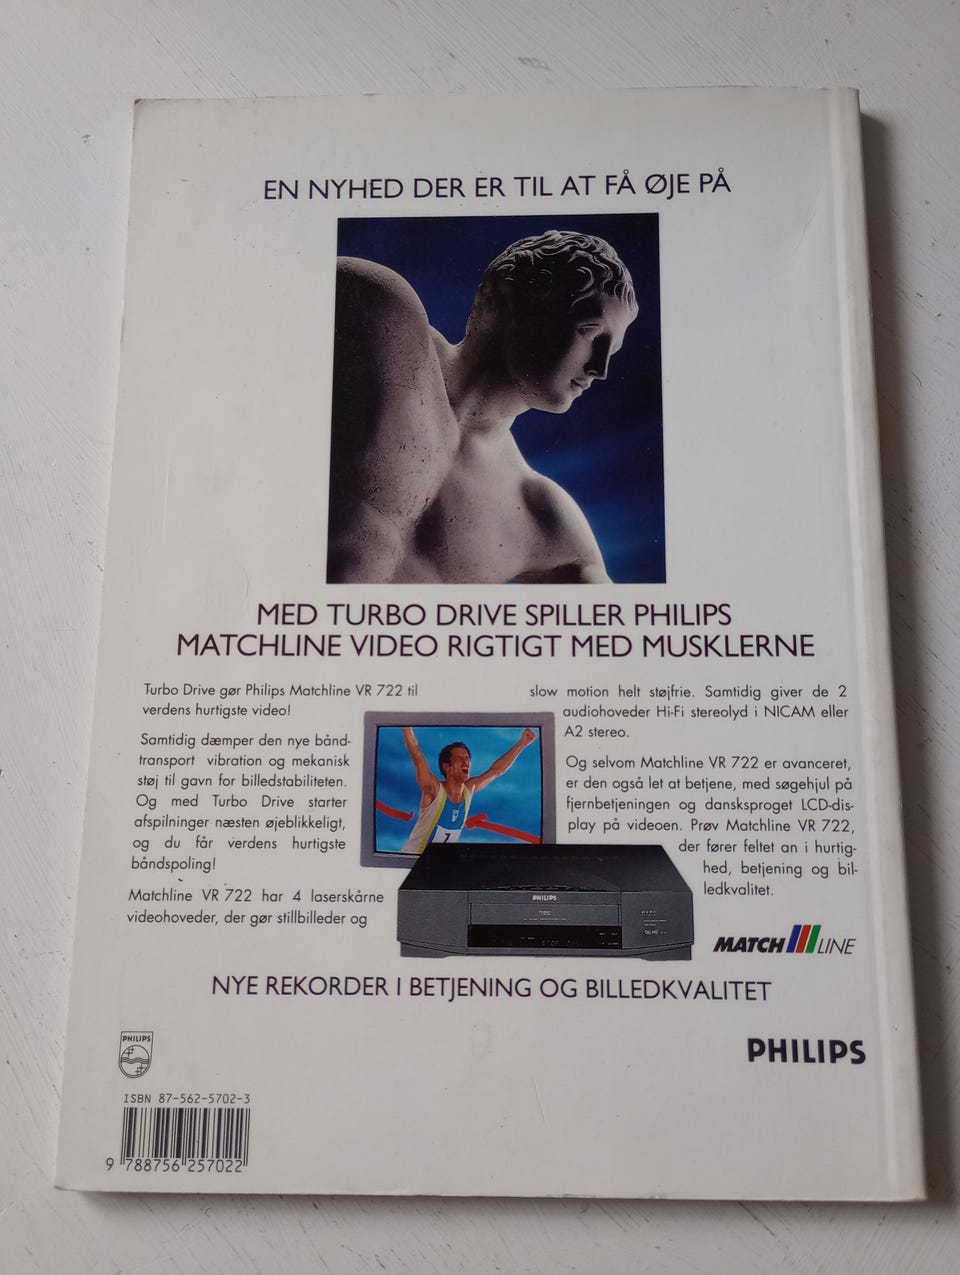 EN NYHED DER ER TIL AT FÅ ØJE PÅ
MED TURBO DRIVE SPILLER PHILIPS
MATCHLINE VIDEO RIGTIGT MED MUSKLERNE
Turbo Drive gør Philips Matchline VR 722 til
verdens hurtigste video!
Samtidig dæmper den nye bånd-
transport vibration og mekanisk
støj til gavn for billedstabiliteten.
Og med Turbo Drive starter
afspilninger næsten øjeblikkeligt,
og du får verdens hurtigste
båndspoling!
Matchline VR 722 har 4 laserskårne
videohoveder, der gør stillbilleder og
slow motion helt støjfrie. Samtidig giver de 2
audiohoveder Hi-Fi stereolyd i NICAM eller
A2 stereo.
Og selvom Matchline VR 722 er avanceret,
er den også let at betjene, med søgehjul på
fjernbetjeningen og dansksproget LCD-dis-
play på videoen. Prøv Matchline VR 722,
der fører feltet an i hurtig-
hed, betjening og bil-
ledkvalitet.
7
PHILIPS
MATCH LINE
NYE REKORDER I BETJENING OG BILLEDKVALITET
PHILIPS
PHILIPS
ISBN 87-562-5702-3
9 788756 257022